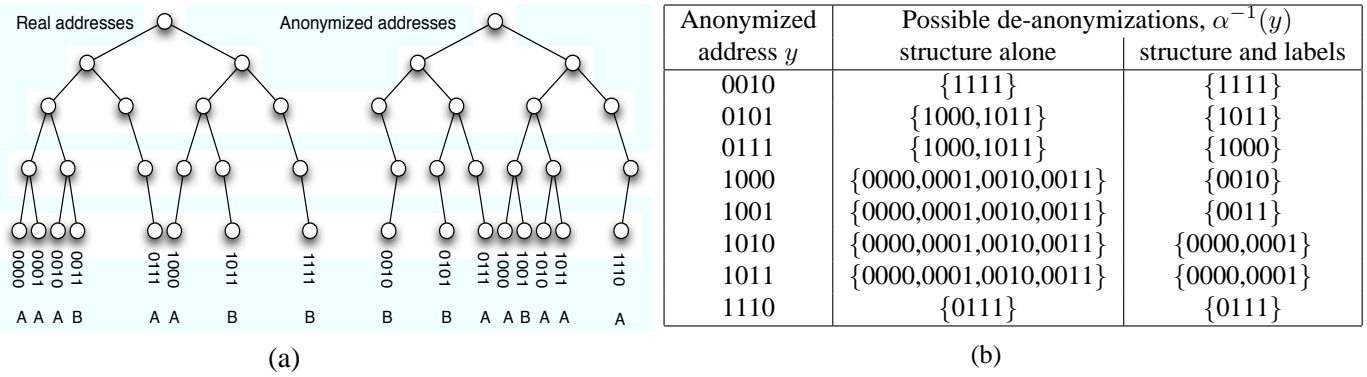 Real addresses
Anonymized addresses
0000
0001
0010
0011
0111
1000
1011
1111
0010
0101
0111
1000
1001
1010
1011
1110
A A A B A A B B B B A A B A A A
(a)
Anonymized Possible de-anonymizations, α⁻¹(y)
address y structure alone structure and labels
0010 {1111} {1111}
0101 {1000,1011} {1011}
0111 {1000,1011} {1000}
1000 {0000,0001,0010,0011} {0010}
1001 {0000,0001,0010,0011} {0011}
1010 {0000,0001,0010,0011} {0000,0001}
1011 {0000,0001,0010,0011} {0000,0001}
1110 {0111} {0111}
(b)